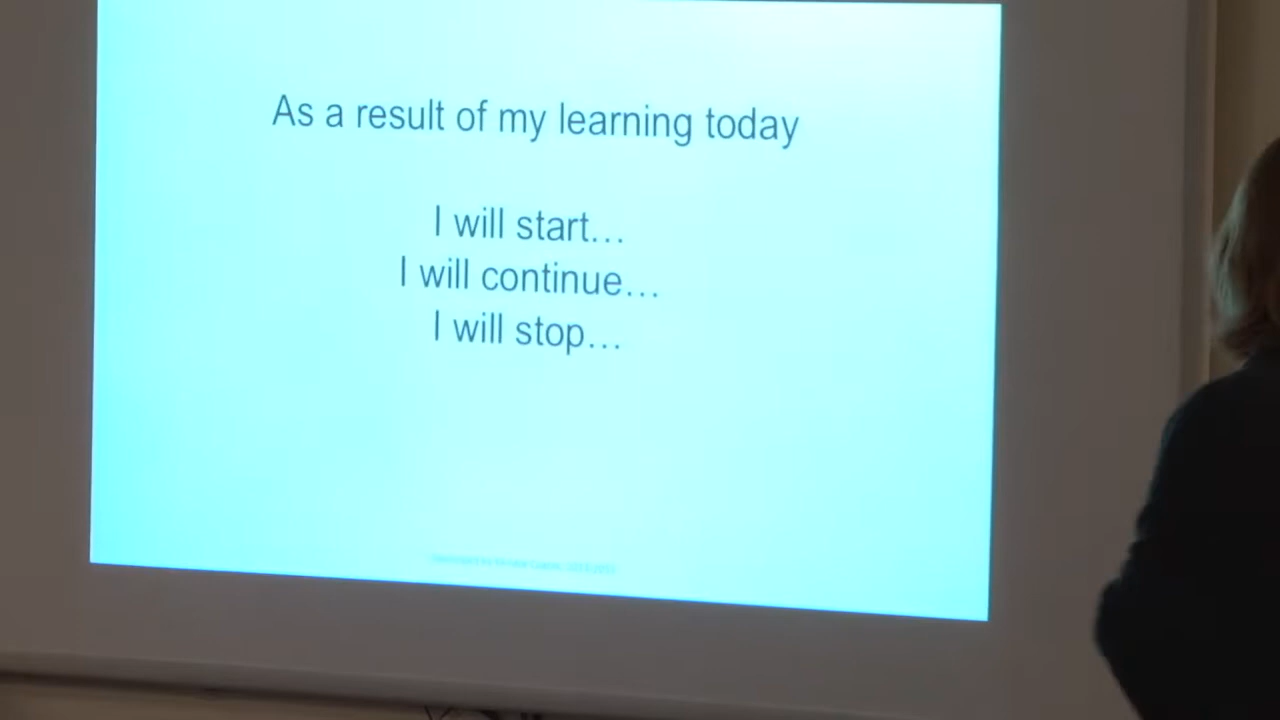 As a result of my learning today
I will start…
I will continue…
I will stop…